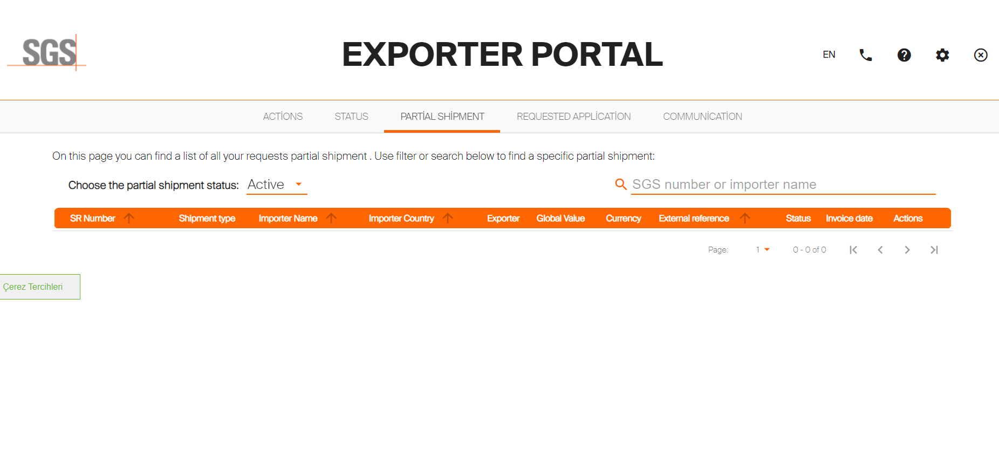 SGS
EXPORTER PORTAL
EN
ACTİONS STATUS PARTİAL SHİPMENT REQUESTED APPLİCATİON COMMUNİCATİON
On this page you can find a list of all your requests partial shipment . Use filter or search below to find a specific partial shipment:
Choose the partial shipment status: Active SGS number or importer name
SR Number Shipment type Importer Name Importer Country Exporter Global Value Currency External reference Status Invoice date Actions
Page: 1 0 - 0 of 0
Çerez Tercihleri